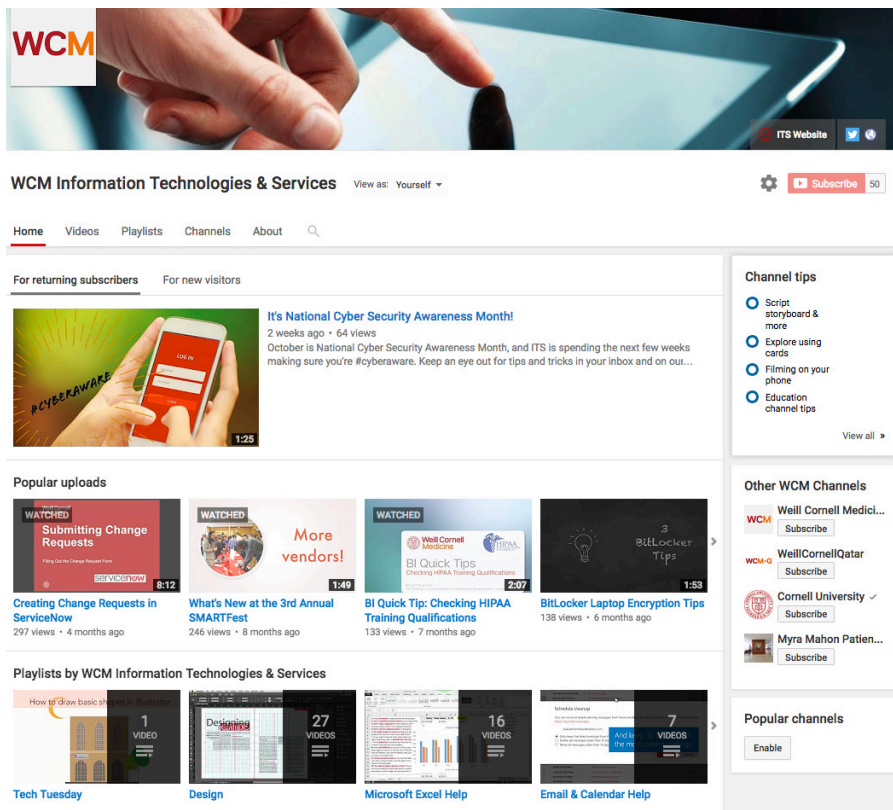 WCM
ITS Website
WCM Information Technologies & Services
View as: Yourself
Subscribe 50
Home Videos Playlists Channels About
For returning subscribers For new visitors
#CYBERAWARE
LOG IN
1:25
It's National Cyber Security Awareness Month!
2 weeks ago • 64 views
October is National Cyber Security Awareness Month, and ITS is spending the next few weeks
making sure you're #cyberaware. Keep an eye out for tips and tricks in your inbox and on our...
Popular uploads
WATCHED
Submitting Change
Requests
Filling Out the Change Request Form
servicenow
8:12
Creating Change Requests in
ServiceNow
297 views • 4 months ago
WATCHED
More
vendors!
1:49
What's New at the 3rd Annual
SMARTFest
246 views • 8 months ago
WATCHED
Weill Cornell
Medicine
HIPAA
BI Quick Tips
Checking HIPAA Training Qualifications
2:07
BI Quick Tip: Checking HIPAA
Training Qualifications
133 views • 7 months ago
3
BitLocker
Tips
1:53
BitLocker Laptop Encryption Tips
138 views • 6 months ago
Playlists by WCM Information Technologies & Services
How to draw basic shapes in Illustrator
1
VIDEO
Tech Tuesday
Designing
27
VIDEOS
Design
16
VIDEOS
Microsoft Excel Help
Schedule cleanup
7
VIDEOS
Email & Calendar Help
Channel tips
Script
storyboard &
more
Explore using
cards
Filming on your
phone
Education
channel tips
View all »
Other WCM Channels
WCM
Weill Cornell Medici...
Subscribe
WCM-Q
WeillCornellQatar
Subscribe
Cornell University
Subscribe
Myra Mahon Patien...
Subscribe
Popular channels
Enable